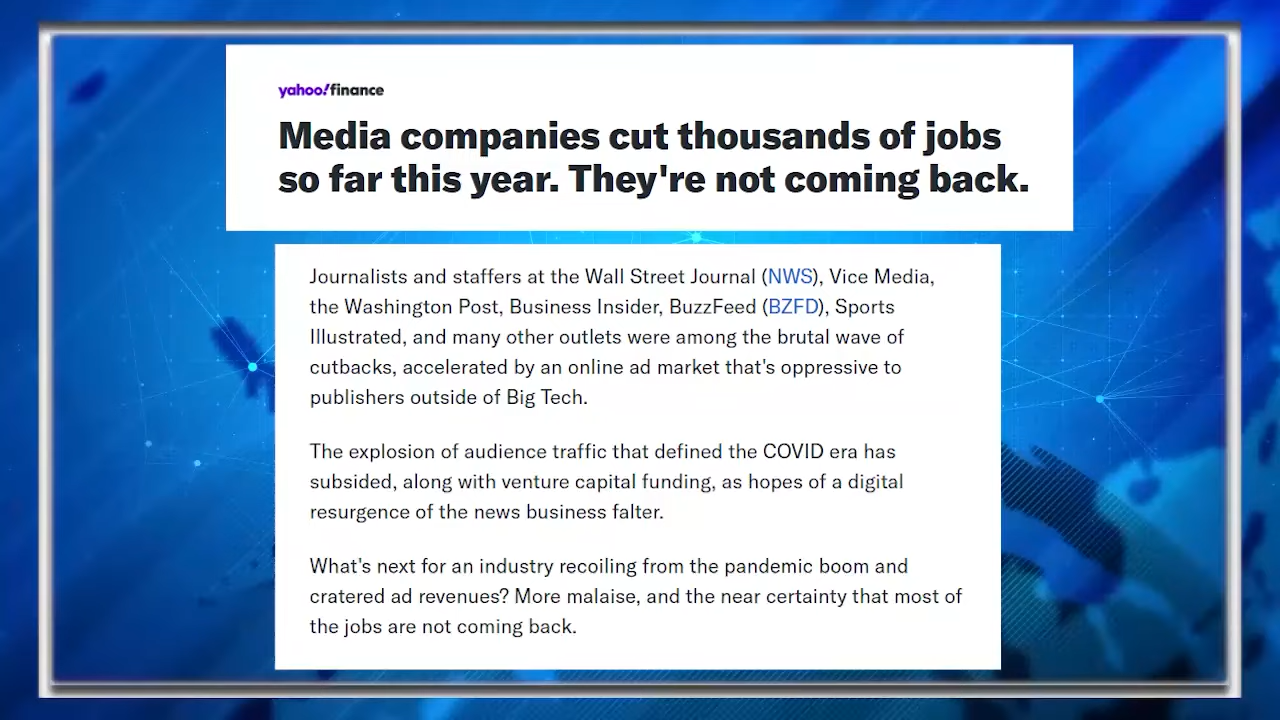 yahoo!finance
Media companies cut thousands of jobs
so far this year. They're not coming back.
Journalists and staffers at the Wall Street Journal (NWS), Vice Media,
the Washington Post, Business Insider, BuzzFeed (BZFD), Sports
Illustrated, and many other outlets were among the brutal wave of
cutbacks, accelerated by an online ad market that's oppressive to
publishers outside of Big Tech.
The explosion of audience traffic that defined the COVID era has
subsided, along with venture capital funding, as hopes of a digital
resurgence of the news business falter.
What's next for an industry recoiling from the pandemic boom and
cratered ad revenues? More malaise, and the near certainty that most of
the jobs are not coming back.